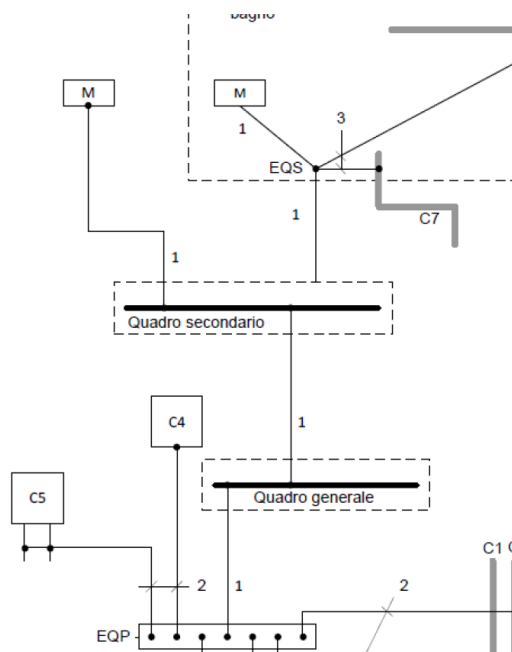 bagno
M
M
1
3
EQS
1
C7
1
Quadro secondario
C4
1
C5
Quadro generale
C1
2
1
2
EQP